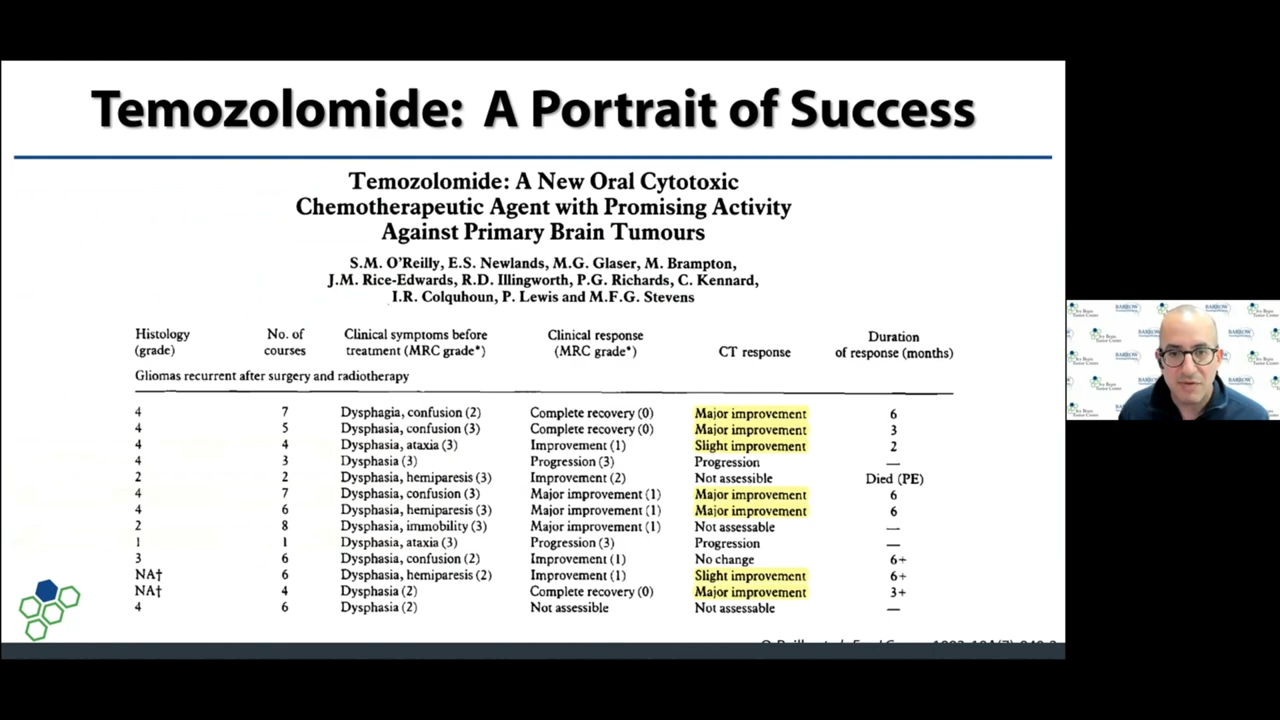 Temozolomide: A Portrait of Success
Temozolomide: A New Oral Cytotoxic
Chemotherapeutic Agent with Promising Activity
Against Primary Brain Tumours
S.M. O'Reilly, E.S. Newlands, M.G. Glaser, M. Brampton,
J.M. Rice-Edwards, R.D. Illingworth, P.G. Richards, C. Kennard,
I.R. Colquhoun, P. Lewis and M.F.G. Stevens
Histology (grade) No. of courses Clinical symptoms before treatment (MRC grade*) Clinical response (MRC grade*) CT response Duration of response (months)
Gliomas recurrent after surgery and radiotherapy
4 7 Dysphagia, confusion (2) Complete recovery (0) Major improvement 6
4 5 Dysphasia, confusion (3) Complete recovery (0) Major improvement 3
4 4 Dysphasia, ataxia (3) Improvement (1) Slight improvement 2
4 3 Dysphasia (3) Progression (3) Progression —
2 2 Dysphasia, hemiparesis (3) Improvement (2) Not assessible Died (PE)
4 7 Dysphasia, confusion (3) Major improvement (1) Major improvement 6
4 6 Dysphasia, hemiparesis (3) Major improvement (1) Major improvement 6
2 8 Dysphasia, immobility (3) Major improvement (1) Not assessable —
1 1 Dysphasia, ataxia (3) Progression (3) Progression —
3 6 Dysphasia, confusion (2) Improvement (1) No change 6+
NA† 6 Dysphasia, hemiparesis (2) Improvement (1) Slight improvement 6+
NA† 4 Dysphasia (2) Complete recovery (0) Major improvement 3+
4 6 Dysphasia (2) Not assessible Not assessable —
BARROW
Ivy Brain
Tumor Center